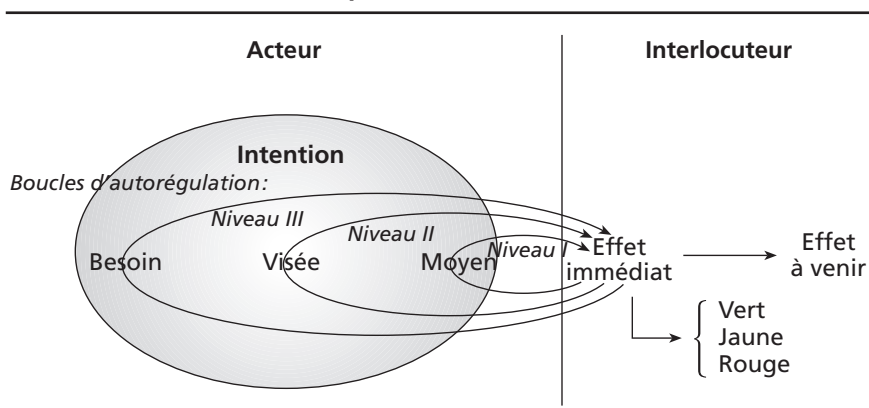 Acteur
Interlocuteur
Intention
Boucles d'autorégulation :
Niveau III
Niveau II
Niveau I
Besoin
Visée
Moyen
Effet
immédiat
Effet
à venir
Vert
Jaune
Rouge